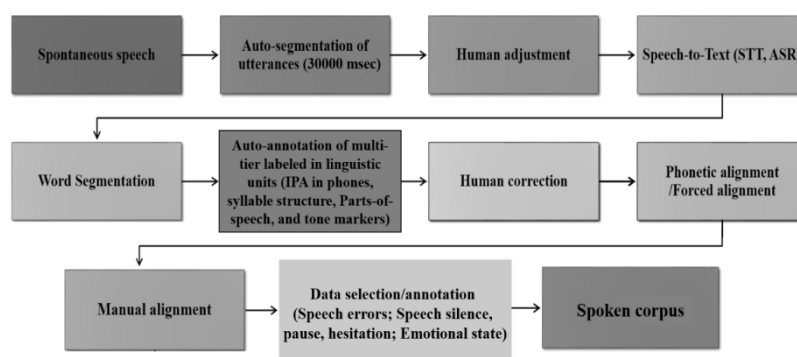 Spontaneous speech
Auto-segmentation of
utterances (30000 msec)
Human adjustment
Speech-to-Text (STT, ASR
Word Segmentation
Auto-annotation of multi-
tier labeled in linguistic
units (IPA in phones,
syllable structure, Parts-of-
speech, and tone markers)
Human correction
Phonetic alignment
/Forced alignment
Manual alignment
Data selection/annotation
(Speech errors; Speech silence,
pause, hesitation; Emotional state)
Spoken corpus